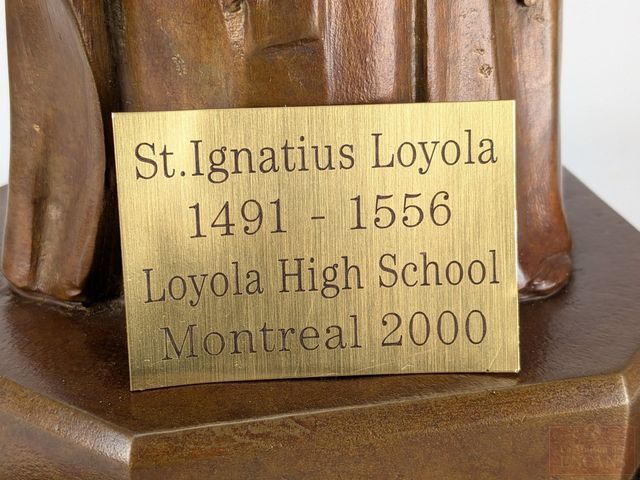 St.Ignatius Loyola
1491 - 1556
Loyola High School
Montreal 2000